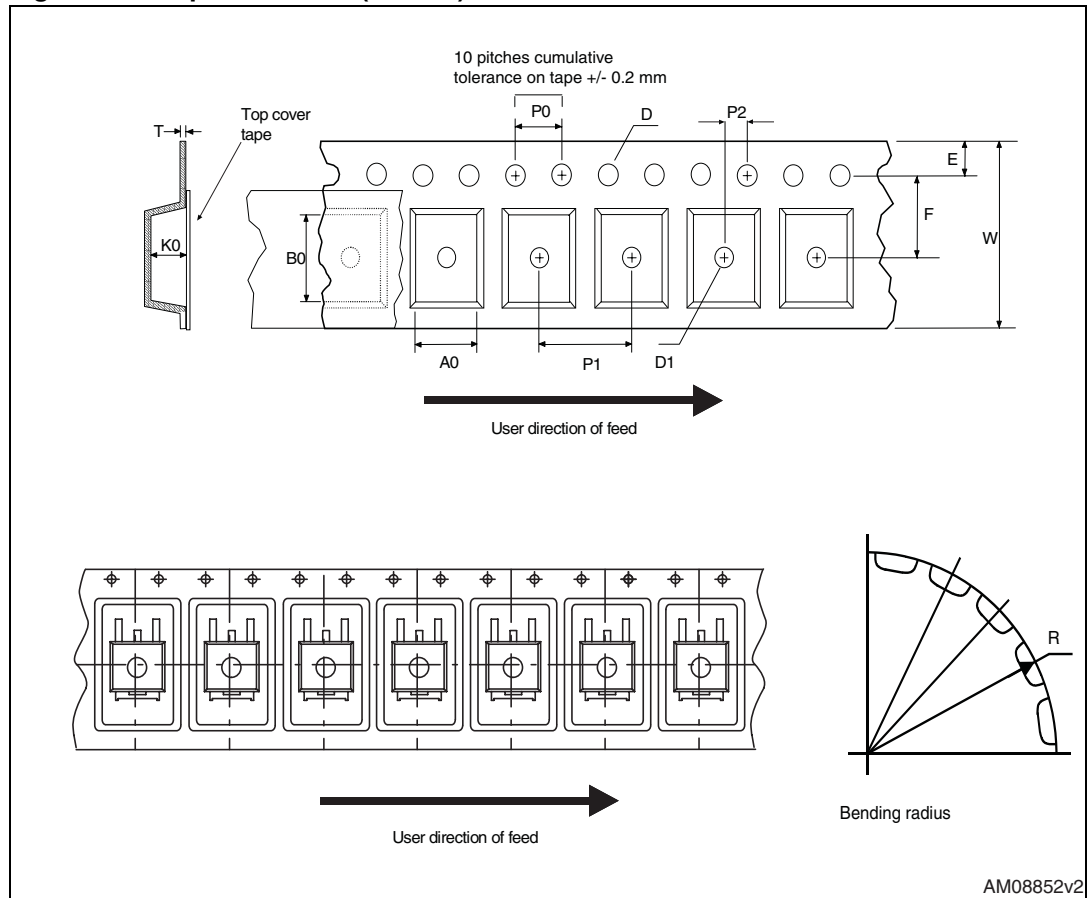 10 pitches cumulative
tolerance on tape +/- 0.2 mm
Top cover
tape
T
P0
D
P2
E
F
W
K0
B0
A0
P1
D1
User direction of feed
R
Bending radius
User direction of feed
AM08852v2